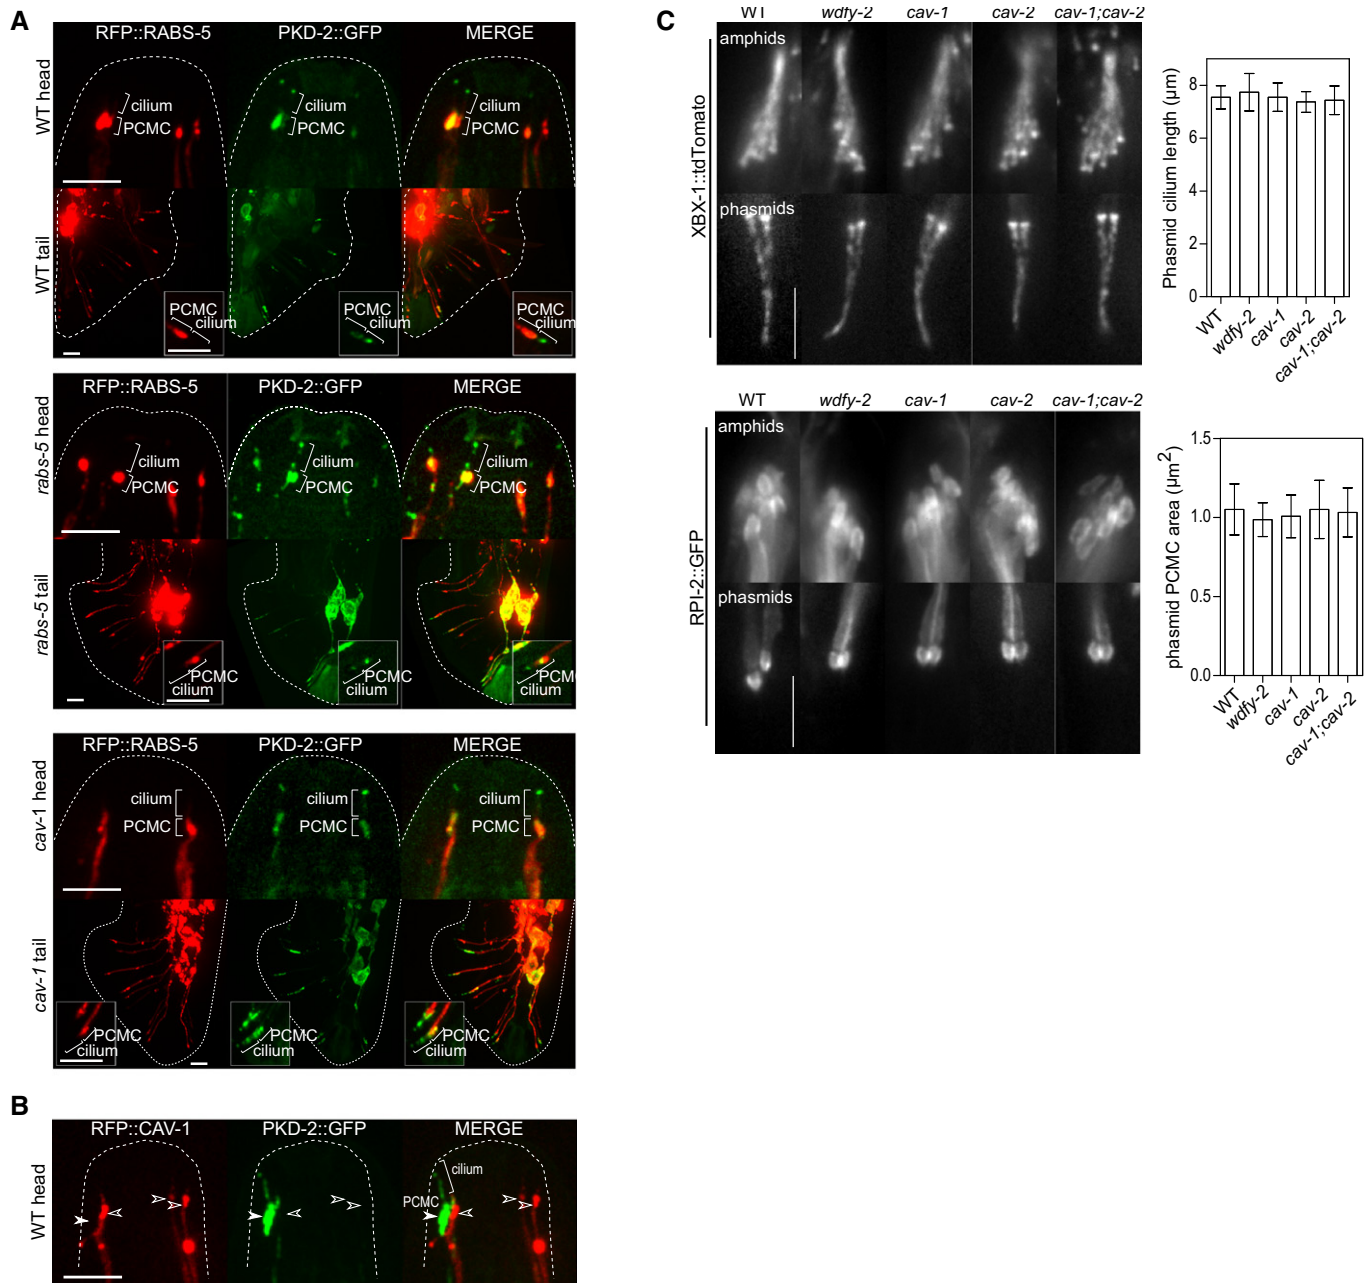 A
RFP::RABS-5 PKD-2::GFP MERGE
WT head
cilium
PCMC
cilium
PCMC
cilium
PCMC
WT tail
PCMC
cilium
PCMC
cilium
PCMC
cilium
RFP::RABS-5 PKD-2::GFP MERGE
rabs-5 head
cilium
PCMC
cilium
PCMC
cilium
PCMC
rabs-5 tail
PCMC
cilium
PCMC
cilium
PCMC
cilium
RFP::RABS-5 PKD-2::GFP MERGE
cav-1 head
cilium
PCMC
cilium
PCMC
cilium
PCMC
cav-1 tail
PCMC
cilium
PCMC
cilium
PCMC
cilium
B
RFP::CAV-1 PKD-2::GFP MERGE
WT head
cilium
PCMC
C
WT wdfy-2 cav-1 cav-2 cav-1;cav-2
XBX-1::tdTomato
amphids
phasmids
Phasmid cilium length (µm)
8
6
4
2
0
WT wdfy-2 cav-1 cav-2 cav-1;cav-2
WT wdfy-2 cav-1 cav-2 cav-1;cav-2
RPI-2::GFP
amphids
phasmids
phasmid PCMC area (µm2)
1.5
1.0
0.5
0.0
WT wdfy-2 cav-1 cav-2 cav-1;cav-2